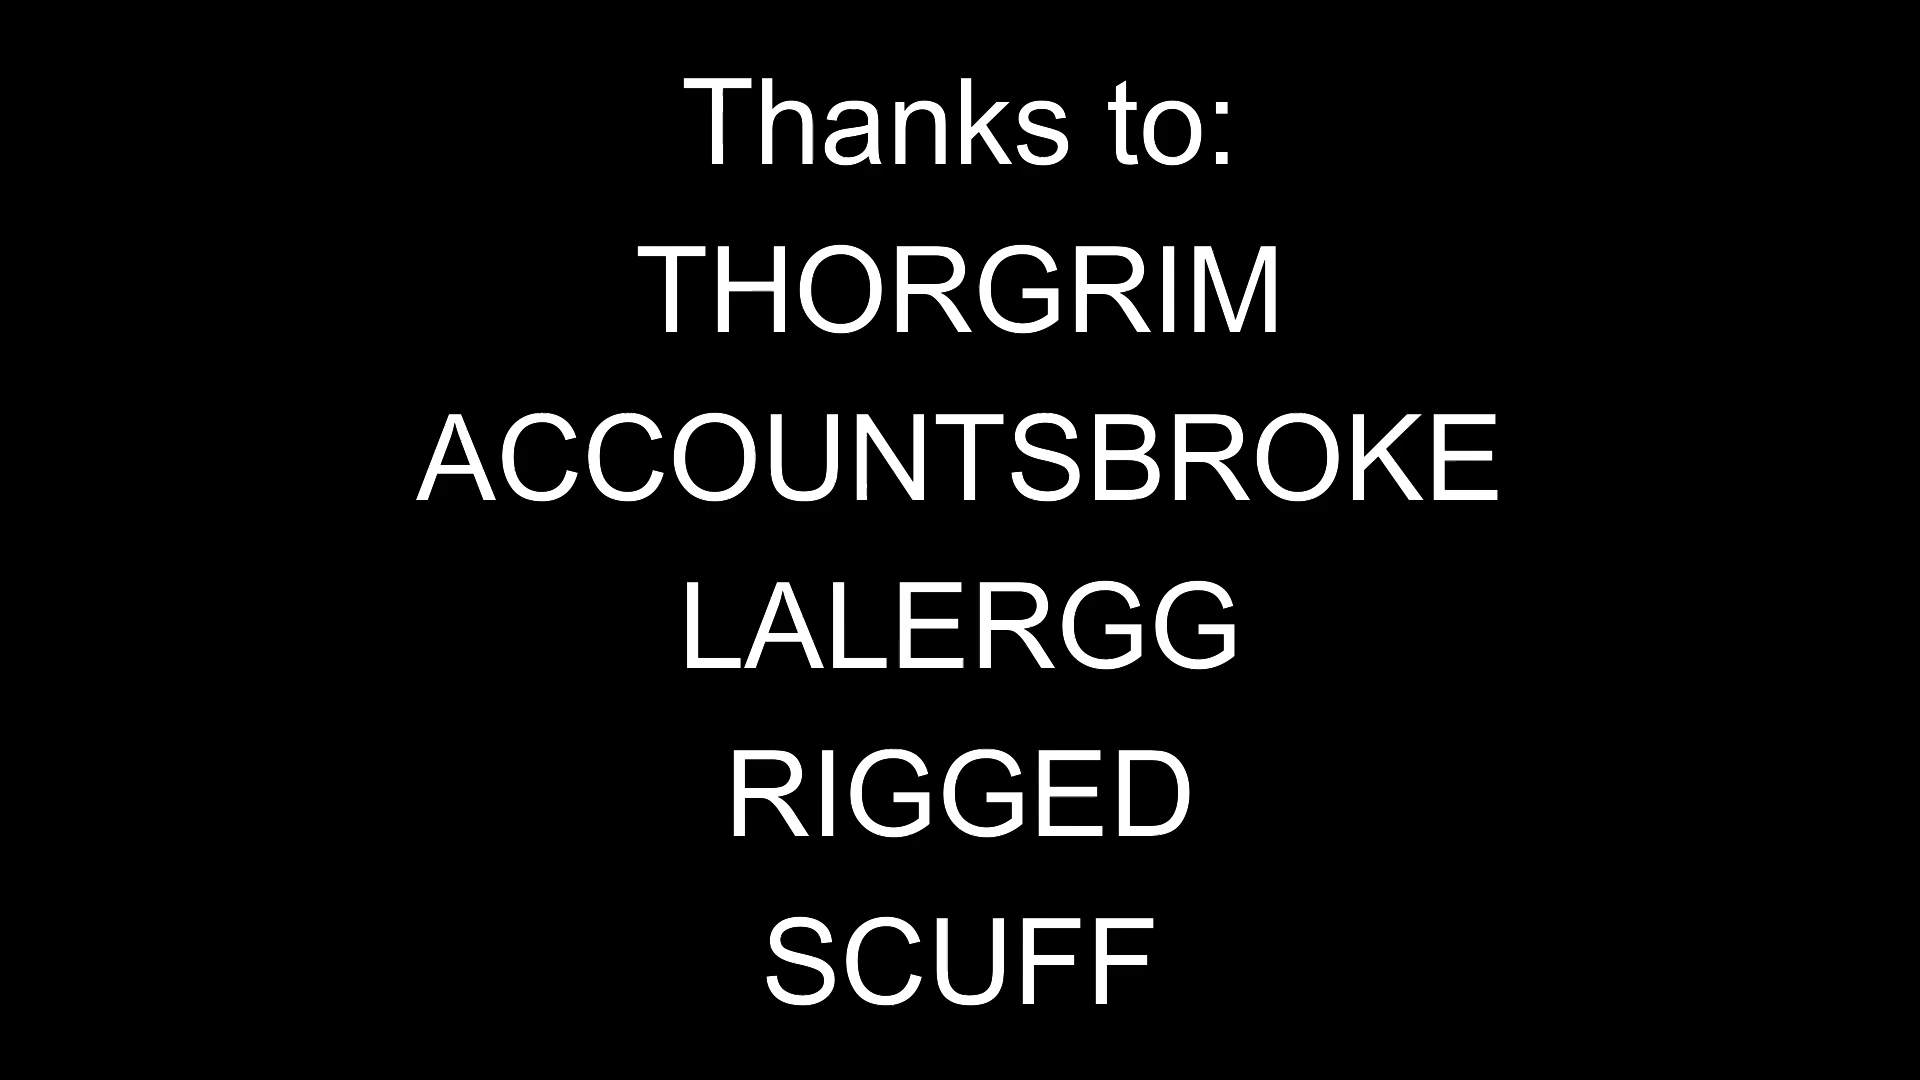 Thanks to:
THORGRIM
ACCOUNTSBROKE
LALERGG
RIGGED
SCUFF